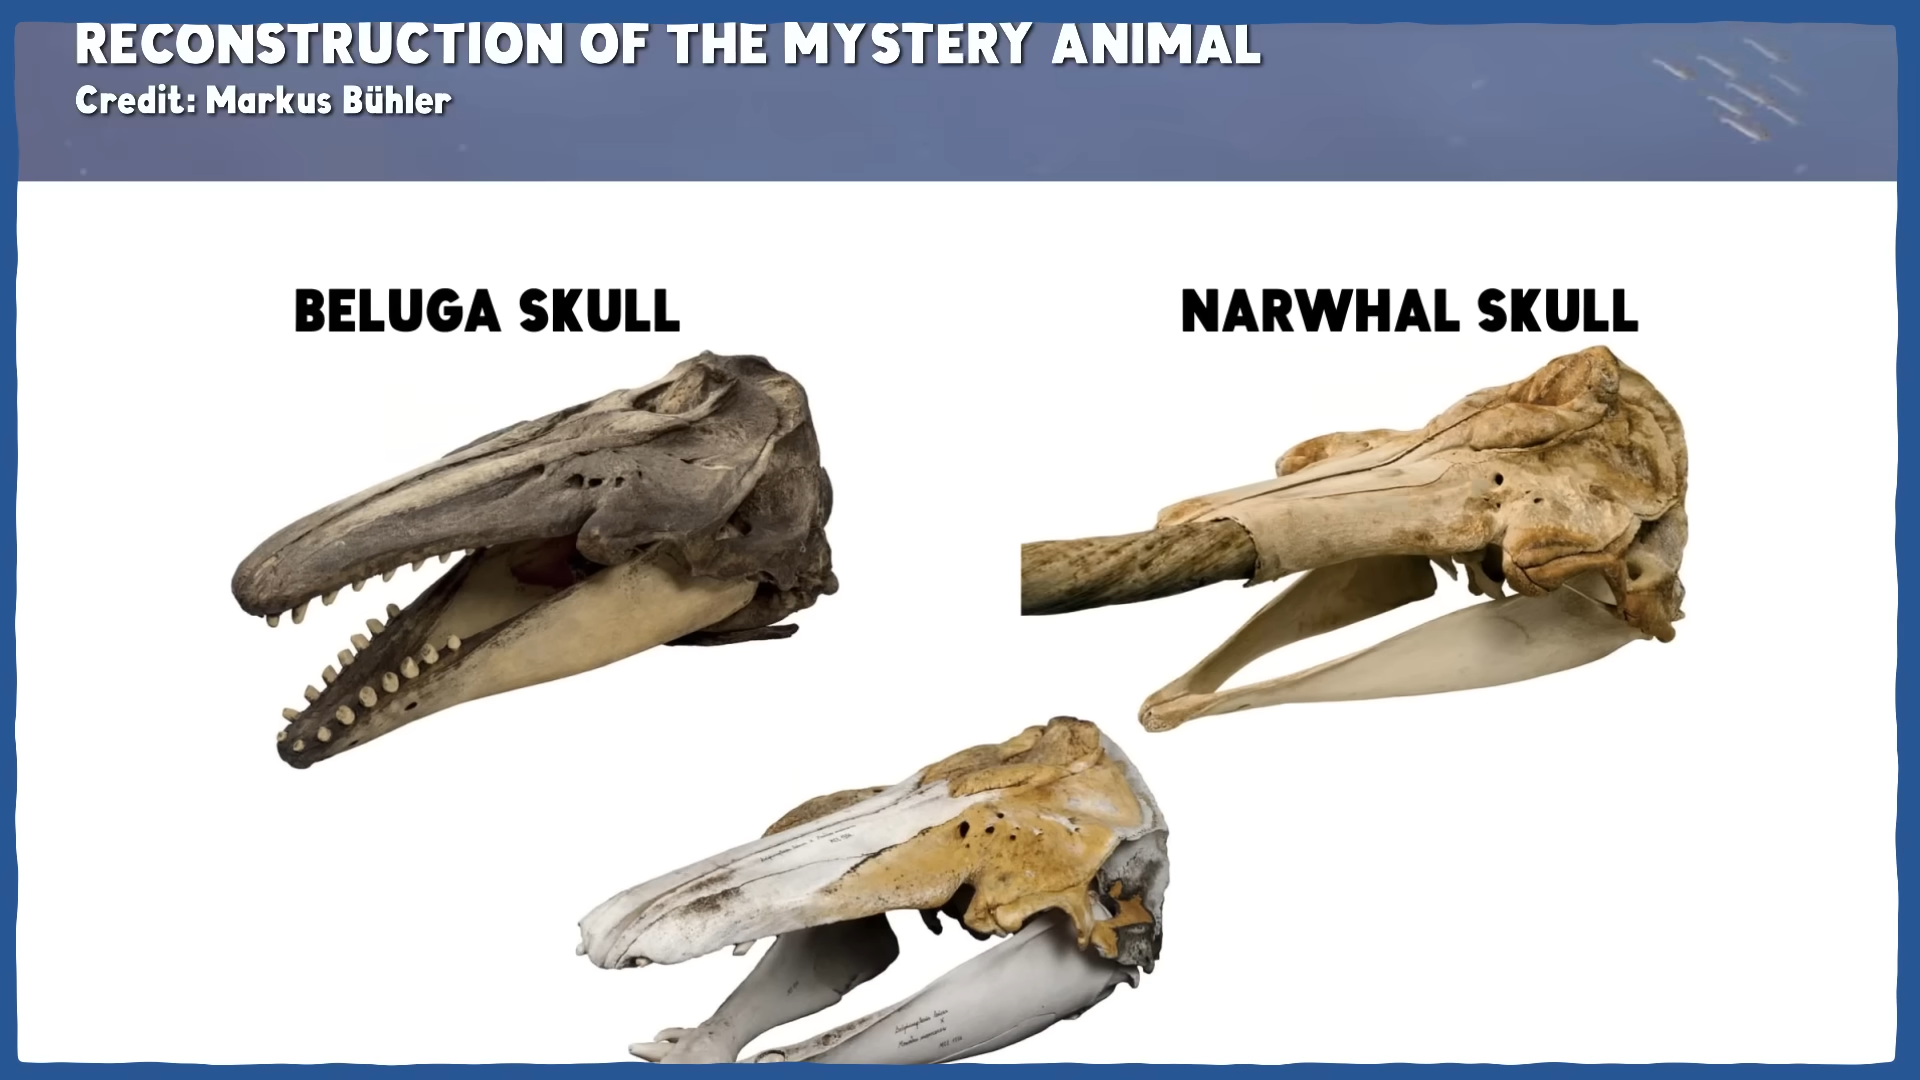 RECONSTRUCTION OF THE MYSTERY ANIMAL
Credit: Markus Bühler
BELUGA SKULL
NARWHAL SKULL